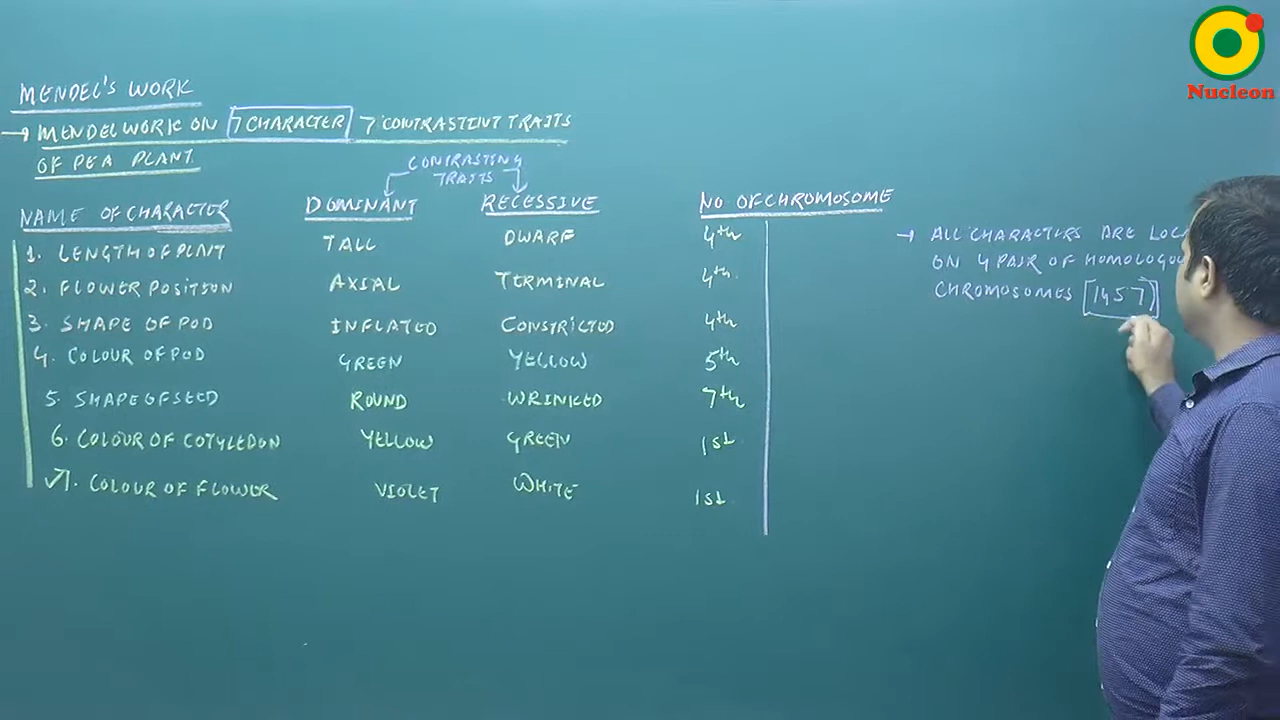 Nucleon
MENDEL'S WORK
→ MENDEL WORK ON 7 CHARACTER 7 CONTRASTINT TRAITS
OF PEA PLANT
CONTRASTING
TRAITS
NAME OF CHARACTER DOMINANT RECESSIVE NO OF CHROMOSOME
1. LENGTH OF PLANT TALL DWARF 4th
2. FLOWER POSITION AXIAL TERMINAL 4th
3. SHAPE OF POD INFLATED CONSTRICTED 4th
4. COLOUR OF POD GREEN YELLOW 5th
5. SHAPE OF SEED ROUND WRINKED 7th
6. COLOUR OF COTYLEDON YELLOW GREEN 1st
7. COLOUR OF FLOWER VIOLET WHITE 1st
→ ALL CHARACTERS ARE LOC
ON 4 PAIR OF HOMOLOGOU
CHROMOSOMES [1457]